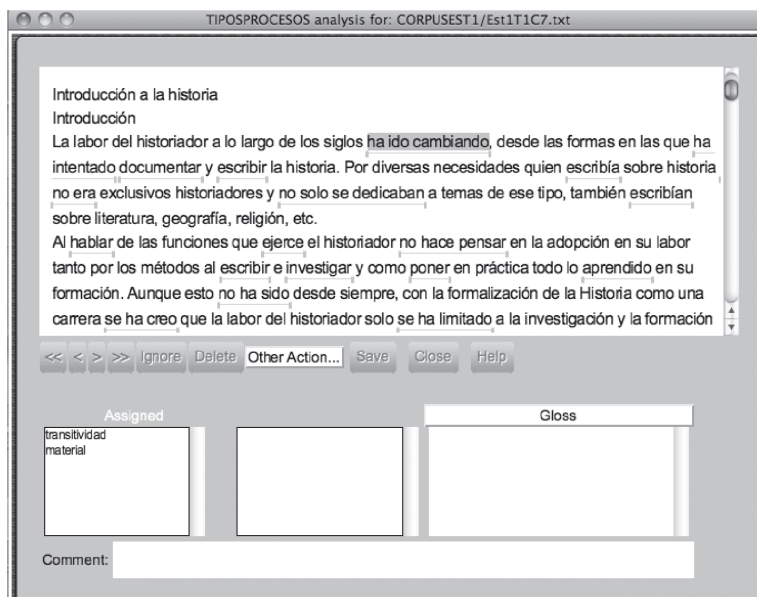 TIPOSPROCESOS analysis for: CORPUSEST1/Est1T1C7.txt
Introducción a la historia
Introducción
La labor del historiador a lo largo de los siglos ha ido cambiando, desde las formas en las que ha
intentado documentar y escribir la historia. Por diversas necesidades quien escribía sobre historia
no era exclusivos historiadores y no solo se dedicaban a temas de ese tipo, también escribían
sobre literatura, geografía, religión, etc.
Al hablar de las funciones que ejerce el historiador no hace pensar en la adopción en su labor
tanto por los métodos al escribir e investigar y como poner en práctica todo lo aprendido en su
formación. Aunque esto no ha sido desde siempre, con la formalización de la Historia como una
carrera se ha creo que la labor del historiador solo se ha limitado a la investigación y la formación
<< < > >> Ignore Delete Other Action... Save Close Help
Assigned Gloss
transitividad
material
Comment: